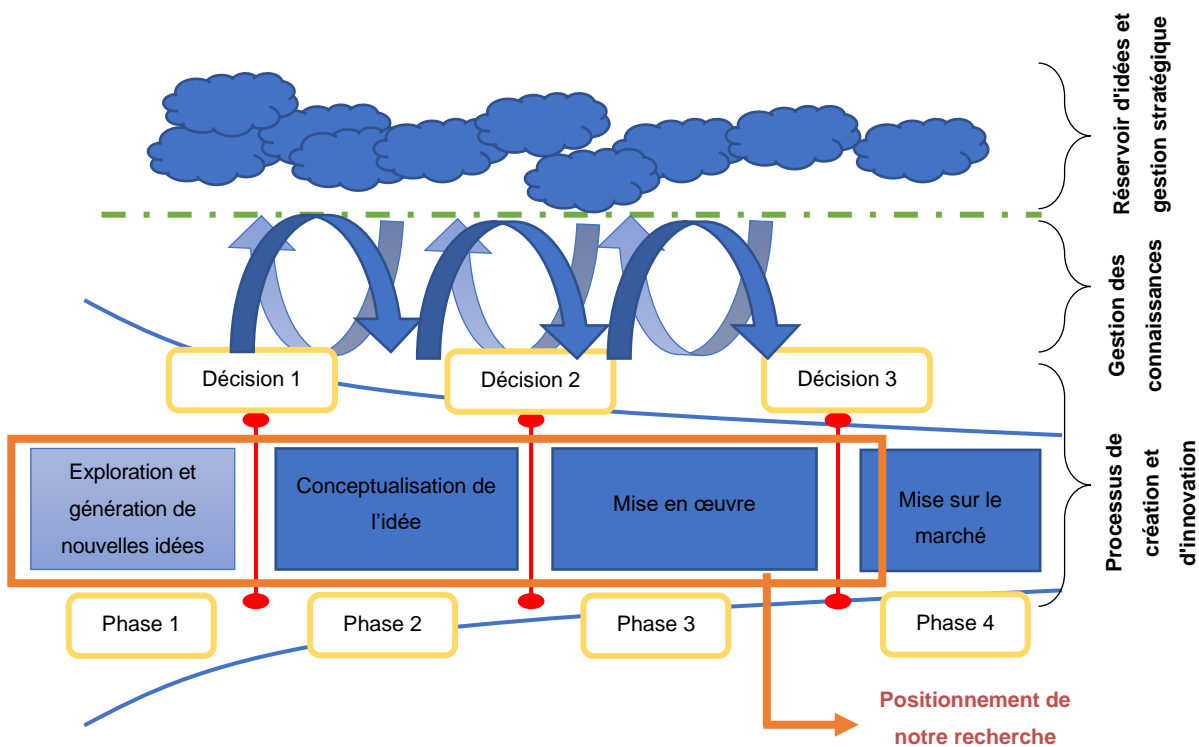 Réservoir d'idées et
gestion stratégique
Gestion des
connaissances
Décision 1
Décision 2
Décision 3
Processus de
création et
d'innovation
Exploration et
génération de
nouvelles idées
Conceptualisation de
l'idée
Mise en œuvre
Mise sur le
marché
Phase 1
Phase 2
Phase 3
Phase 4
Positionnement de
notre recherche